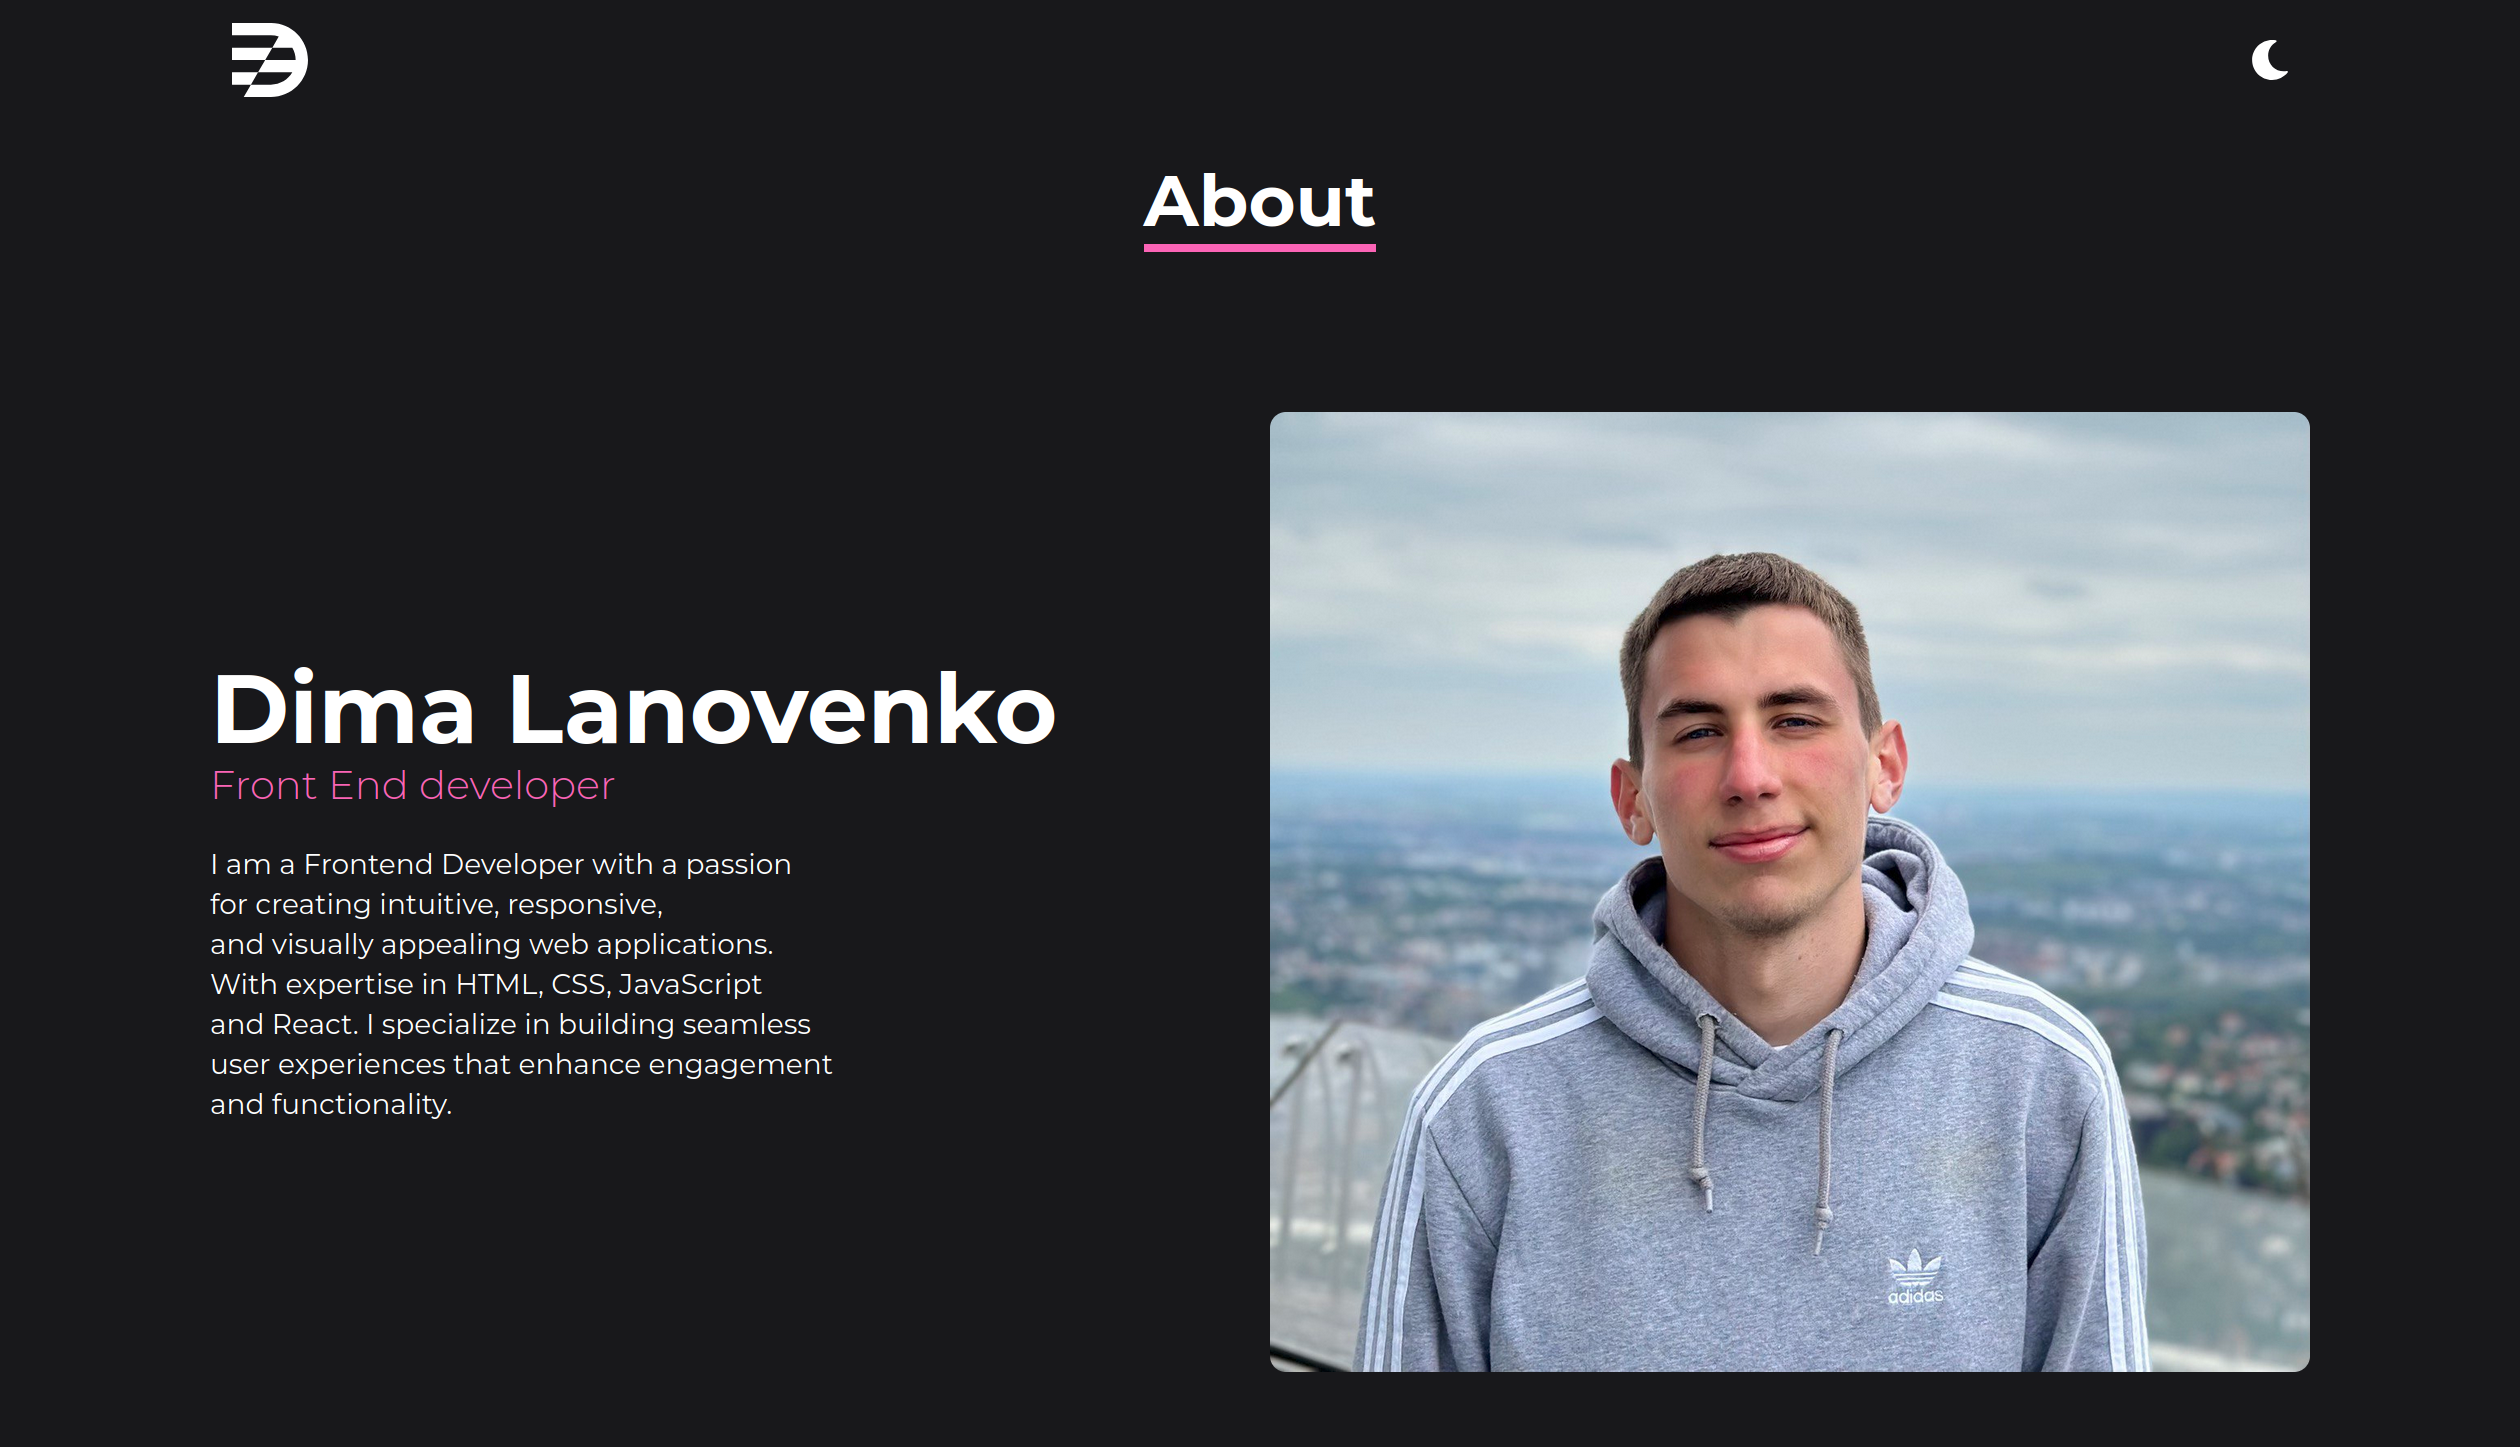 About
Dima Lanovenko
Front End developer
I am a Frontend Developer with a passion
for creating intuitive, responsive,
and visually appealing web applications.
With expertise in HTML, CSS, JavaScript
and React. I specialize in building seamless
user experiences that enhance engagement
and functionality.
adidas